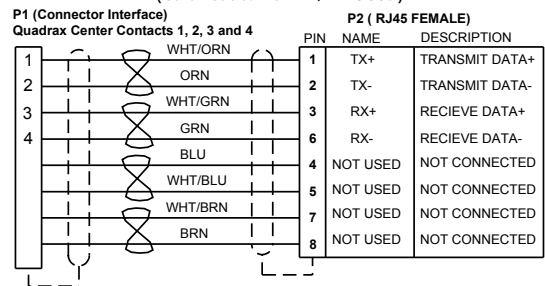 P1 (Connector Interface)
Quadrax Center Contacts 1, 2, 3 and 4
P2 ( RJ45 FEMALE)
PIN NAME DESCRIPTION
1 WHT/ORN 1 TX+ TRANSMIT DATA+
2 ORN 2 TX- TRANSMIT DATA-
3 WHT/GRN 3 RX+ RECIEVE DATA+
4 GRN 6 RX- RECIEVE DATA-
BLU 4 NOT USED NOT CONNECTED
WHT/BLU 5 NOT USED NOT CONNECTED
WHT/BRN 7 NOT USED NOT CONNECTED
BRN 8 NOT USED NOT CONNECTED